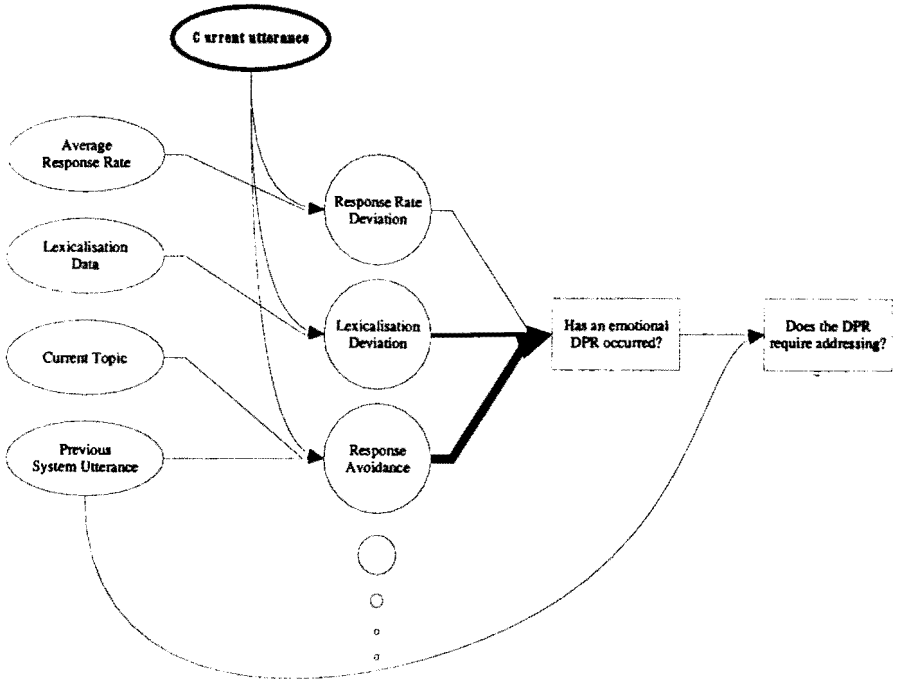 Current utterance
Average
Response Rate
Response Rate
Deviation
Lexicalisation
Data
Lexicalisation
Deviation
Has an emotional
DPR occurred?
Does the DPR
require addressing?
Current Topic
Previous
System Utterance
Response
Avoidance